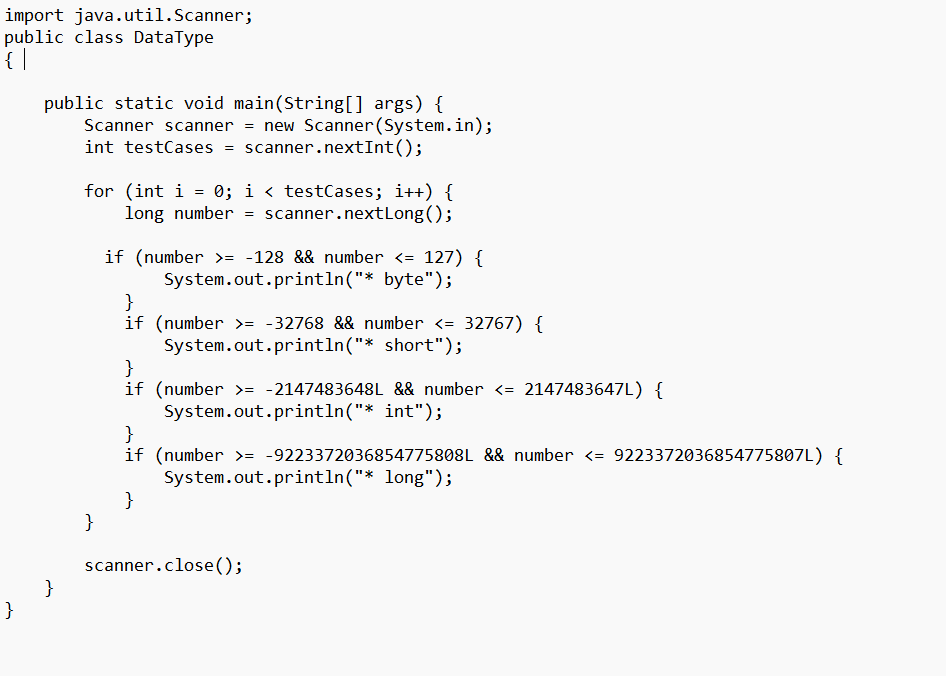 import java.util.Scanner;
public class DataType
{
public static void main(String[] args) {
Scanner scanner = new Scanner(System.in);
int testCases = scanner.nextInt();
for (int i = 0; i < testCases; i++) {
long number = scanner.nextLong();
if (number >= -128 && number <= 127) {
System.out.println("* byte");
}
if (number >= -32768 && number <= 32767) {
System.out.println("* short");
}
if (number >= -2147483648L && number <= 2147483647L) {
System.out.println("* int");
}
if (number >= -9223372036854775808L && number <= 9223372036854775807L) {
System.out.println("* long");
}
}
scanner.close();
}
}